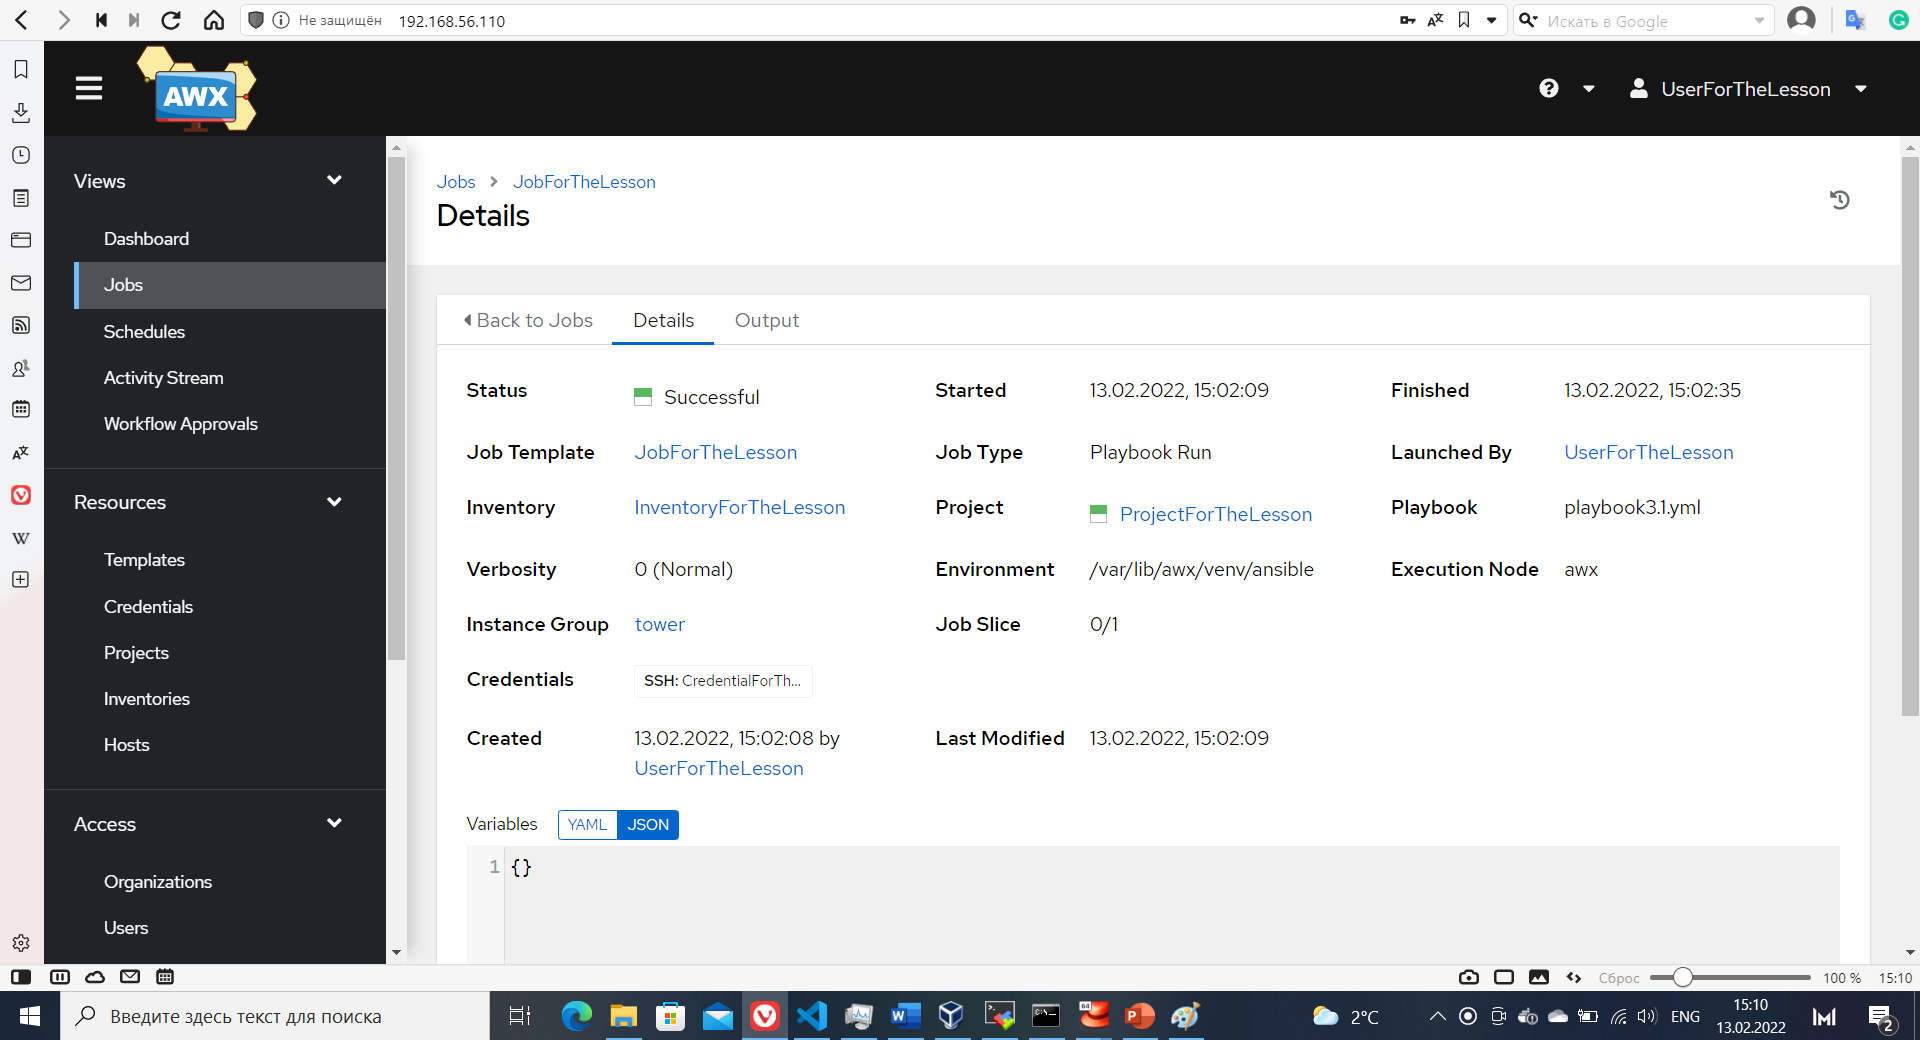 Не защищён 192.168.56.110
Искать в Google
AWX
UserForTheLesson
Views
Dashboard
Jobs
Schedules
Activity Stream
Workflow Approvals
Resources
Templates
Credentials
Projects
Inventories
Hosts
Access
Organizations
Users
Jobs JobForTheLesson
Details
Back to Jobs Details Output
Status Successful Started 13.02.2022, 15:02:09 Finished 13.02.2022, 15:02:35
Job Template JobForTheLesson Job Type Playbook Run Launched By UserForTheLesson
Inventory InventoryForTheLesson Project ProjectForTheLesson Playbook playbook3.1.yml
Verbosity 0 (Normal) Environment /var/lib/awx/venv/ansible Execution Node awx
Instance Group tower Job Slice 0/1
Credentials SSH: CredentialForTh...
Created 13.02.2022, 15:02:08 by Last Modified 13.02.2022, 15:02:09
UserForTheLesson
Variables YAML JSON
1 {}
Сброс 100 % 15:10
Введите здесь текст для поиска
2°C
ENG
15:10
13.02.2022
2